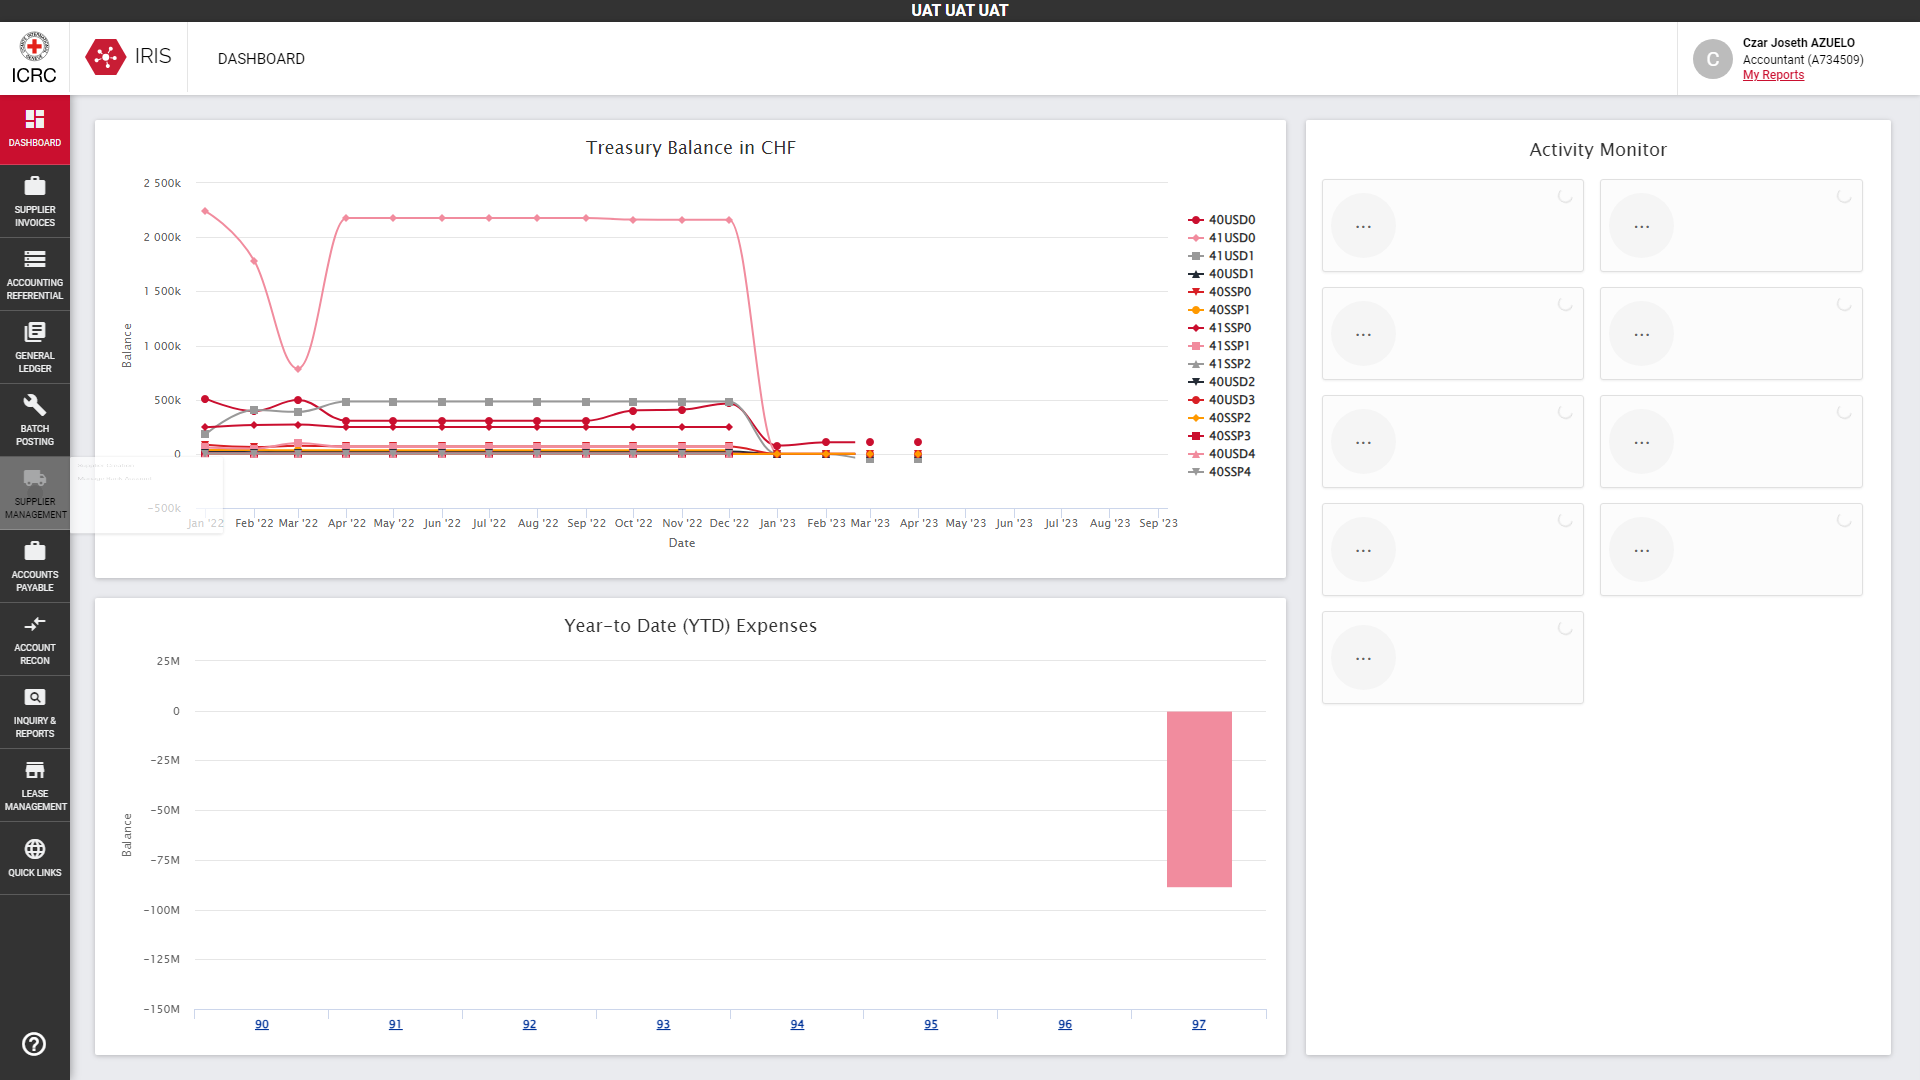 UAT UAT UAT
ICRC
IRIS
DASHBOARD
C
Czar Joseth AZUELO
Accountant (A734509)
My Reports
DASHBOARD
SUPPLIER
INVOICES
ACCOUNTING
REFERENTIAL
GENERAL
LEDGER
BATCH
POSTING
SUPPLIER
MANAGEMENT
ACCOUNTS
PAYABLE
ACCOUNT
RECON
INQUIRY &
REPORTS
LEASE
MANAGEMENT
QUICK LINKS
Treasury Balance in CHF
2 500k
2 000k
1 500k
1 000k
500k
0
-500k
Balance
Jan '22 Feb '22 Mar '22 Apr '22 May '22 Jun '22 Jul '22 Aug '22 Sep '22 Oct '22 Nov '22 Dec '22 Jan '23 Feb '23 Mar '23 Apr '23 May '23 Jun '23 Jul '23 Aug '23 Sep '23
Date
40USD0
41USD0
41USD1
40USD1
40SSP0
40SSP1
41SSP0
41SSP1
41SSP2
40USD2
40USD3
40SSP2
40SSP3
40USD4
40SSP4
Year-to Date (YTD) Expenses
25M
0
-25M
-50M
-75M
-100M
-125M
-150M
Balance
90 91 92 93 94 95 96 97
Activity Monitor
... ...
... ...
... ...
... ...
...